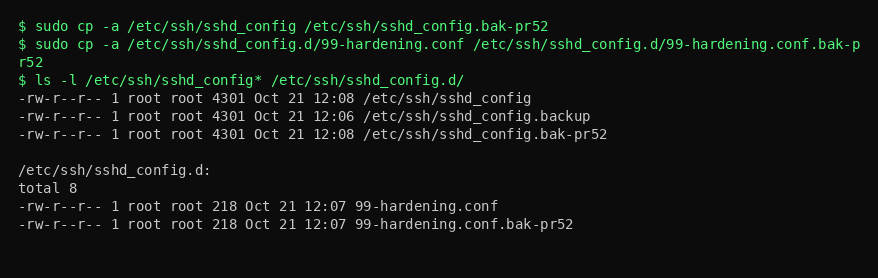 $ sudo cp -a /etc/ssh/sshd_config /etc/ssh/sshd_config.bak-pr52
$ sudo cp -a /etc/ssh/sshd_config.d/99-hardening.conf /etc/ssh/sshd_config.d/99-hardening.conf.bak-p
r52
$ ls -l /etc/ssh/sshd_config* /etc/ssh/sshd_config.d/
-rw-r--r-- 1 root root 4301 Oct 21 12:08 /etc/ssh/sshd_config
-rw-r--r-- 1 root root 4301 Oct 21 12:06 /etc/ssh/sshd_config.backup
-rw-r--r-- 1 root root 4301 Oct 21 12:08 /etc/ssh/sshd_config.bak-pr52

/etc/ssh/sshd_config.d:
total 8
-rw-r--r-- 1 root root 218 Oct 21 12:07 99-hardening.conf
-rw-r--r-- 1 root root 218 Oct 21 12:07 99-hardening.conf.bak-pr52